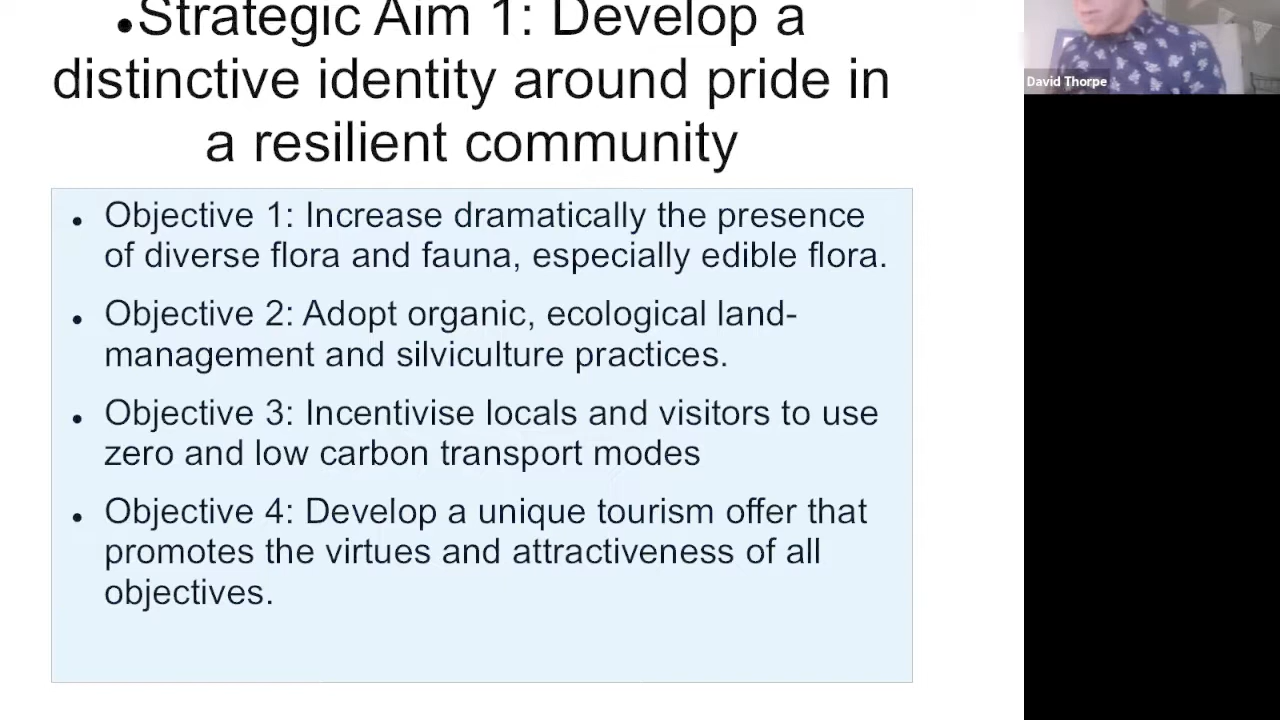 •Strategic Aim 1: Develop a
distinctive identity around pride in
a resilient community
• Objective 1: Increase dramatically the presence
of diverse flora and fauna, especially edible flora.
• Objective 2: Adopt organic, ecological land-
management and silviculture practices.
• Objective 3: Incentivise locals and visitors to use
zero and low carbon transport modes
• Objective 4: Develop a unique tourism offer that
promotes the virtues and attractiveness of all
objectives.
David Thorpe